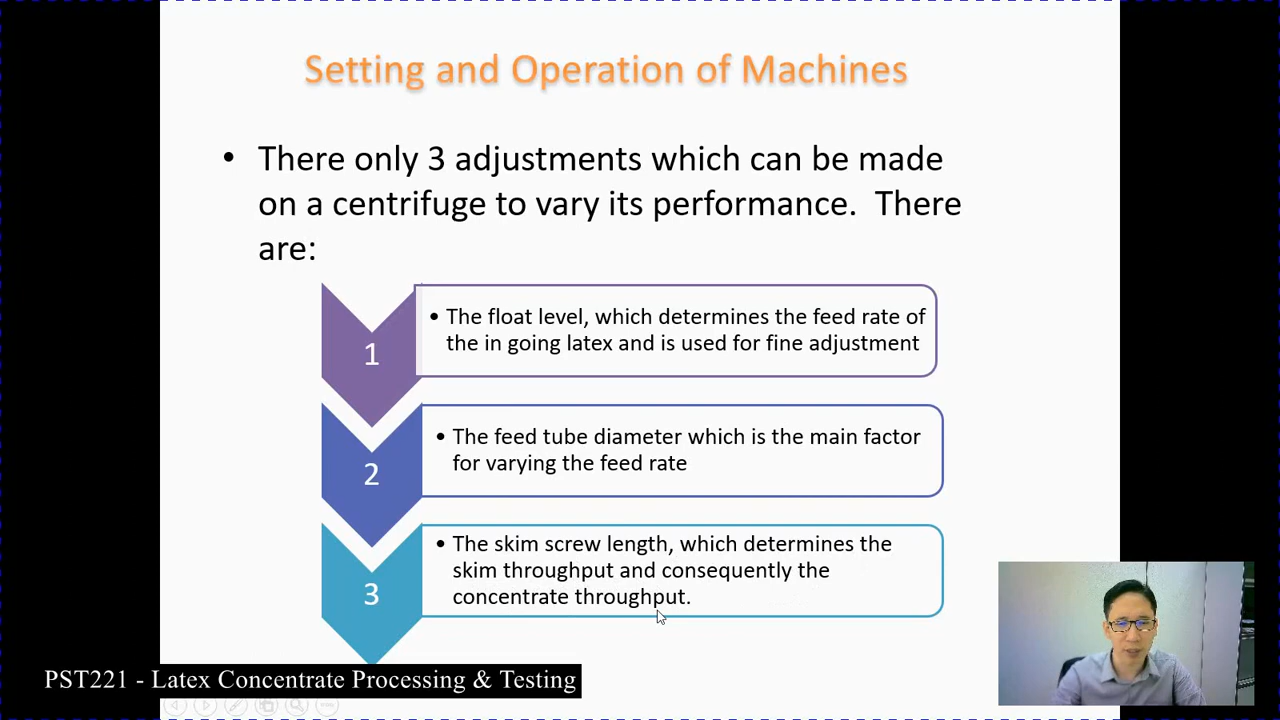 Setting and Operation of Machines
• There only 3 adjustments which can be made
on a centrifuge to vary its performance.  There
are:
1
• The float level, which determines the feed rate of
the in going latex and is used for fine adjustment
2
• The feed tube diameter which is the main factor
for varying the feed rate
3
• The skim screw length, which determines the
skim throughput and consequently the
concentrate throughput.
PST221 - Latex Concentrate Processing & Testing